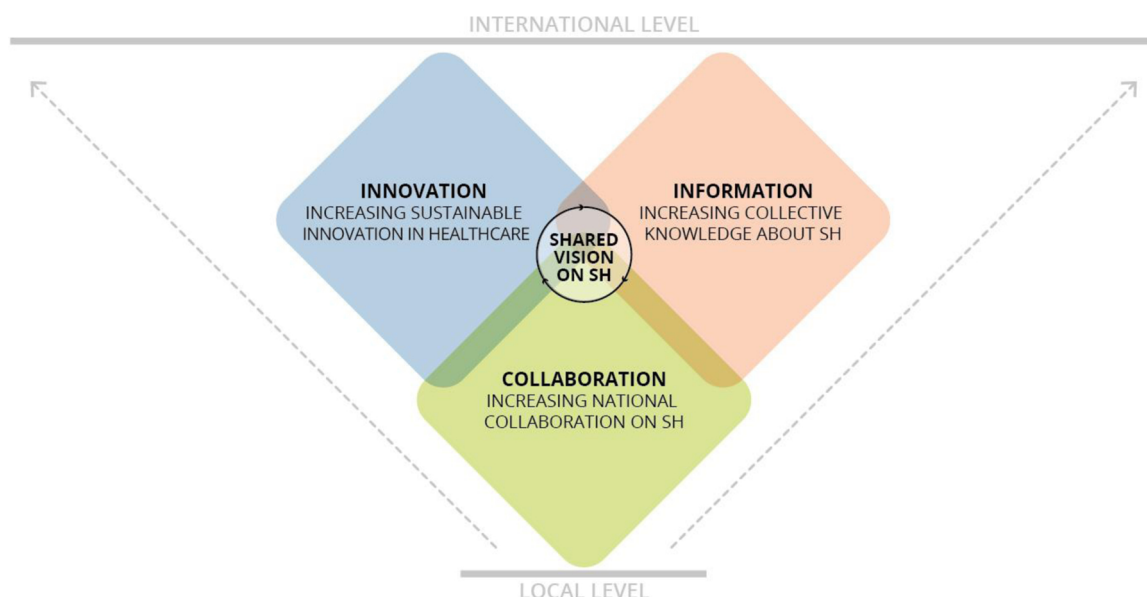 INTERNATIONAL LEVEL
INNOVATION
INCREASING SUSTAINABLE
INNOVATION IN HEALTHCARE
INFORMATION
INCREASING COLLECTIVE
KNOWLEDGE ABOUT SH
SHARED
VISION
ON SH
COLLABORATION
INCREASING NATIONAL
COLLABORATION ON SH
LOCAL LEVEL